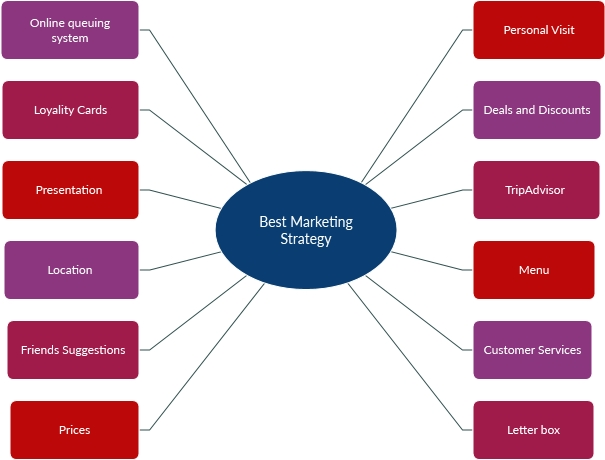 Online queuing
system
Loyality Cards
Presentation
Location
Friends Suggestions
Prices
Best Marketing
Strategy
Personal Visit
Deals and Discounts
TripAdvisor
Menu
Customer Services
Letter box